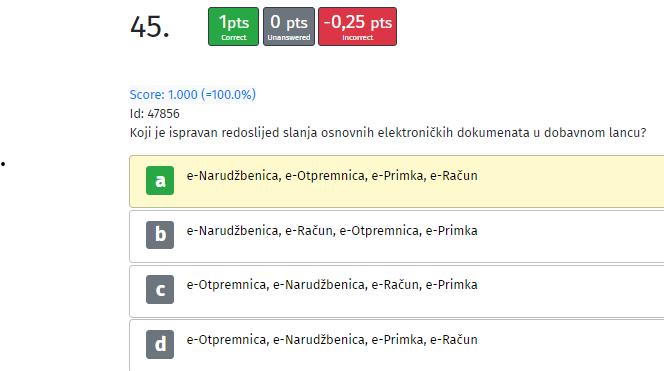 45.
1pts
Correct
0 pts
Unanswered
-0,25 pts
Incorrect
Score: 1.000 (=100.0%)
Id: 47856
Koji je ispravan redoslijed slanja osnovnih elektroničkih dokumenata u dobavnom lancu?
a e-Narudžbenica, e-Otpremnica, e-Primka, e-Račun
b e-Narudžbenica, e-Račun, e-Otpremnica, e-Primka
c e-Otpremnica, e-Narudžbenica, e-Račun, e-Primka
d e-Otpremnica, e-Narudžbenica, e-Primka, e-Račun